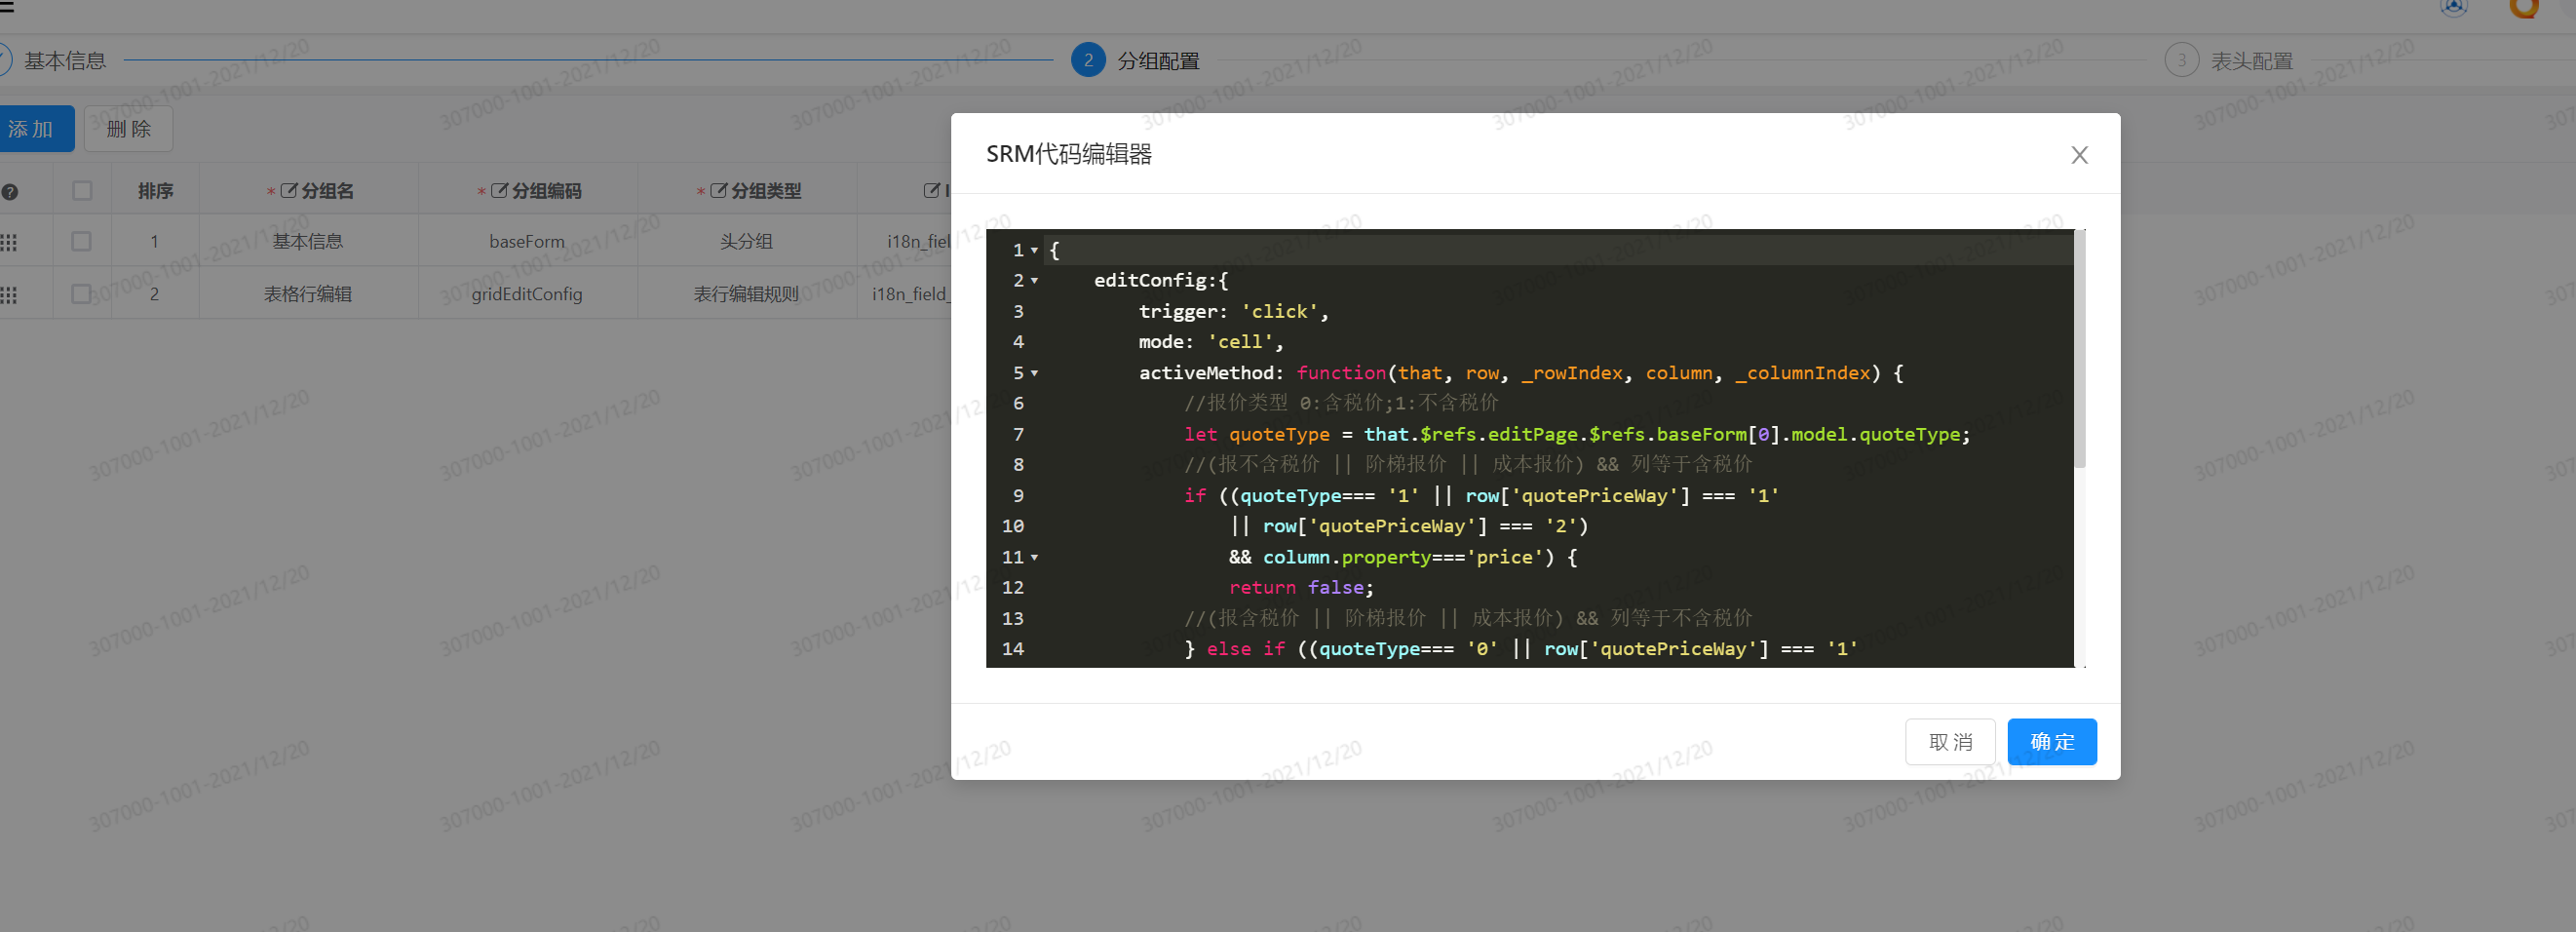 基本信息
2 分组配置
3 表头配置
添 加 删 除
排序 * 分组名 * 分组编码 * 分组类型
1 基本信息 baseForm 头分组 i18n_fiel
2 表格行编辑 gridEditConfig 表行编辑规则 i18n_field_
SRM代码编辑器
1 {
2 editConfig:{
3 trigger: 'click',
4 mode: 'cell',
5 activeMethod: function(that, row, _rowIndex, column, _columnIndex) {
6 //报价类型 0:含税价;1:不含税价
7 let quoteType = that.$refs.editPage.$refs.baseForm[0].model.quoteType;
8 //(报不含税价 || 阶梯报价 || 成本报价) && 列等于含税价
9 if ((quoteType=== '1' || row['quotePriceWay'] === '1'
10 || row['quotePriceWay'] === '2')
11 && column.property==='price') {
12 return false;
13 //(报含税价 || 阶梯报价 || 成本报价) && 列等于不含税价
14 } else if ((quoteType=== '0' || row['quotePriceWay'] === '1'
取 消 确 定
307000-1001-2021/12/20